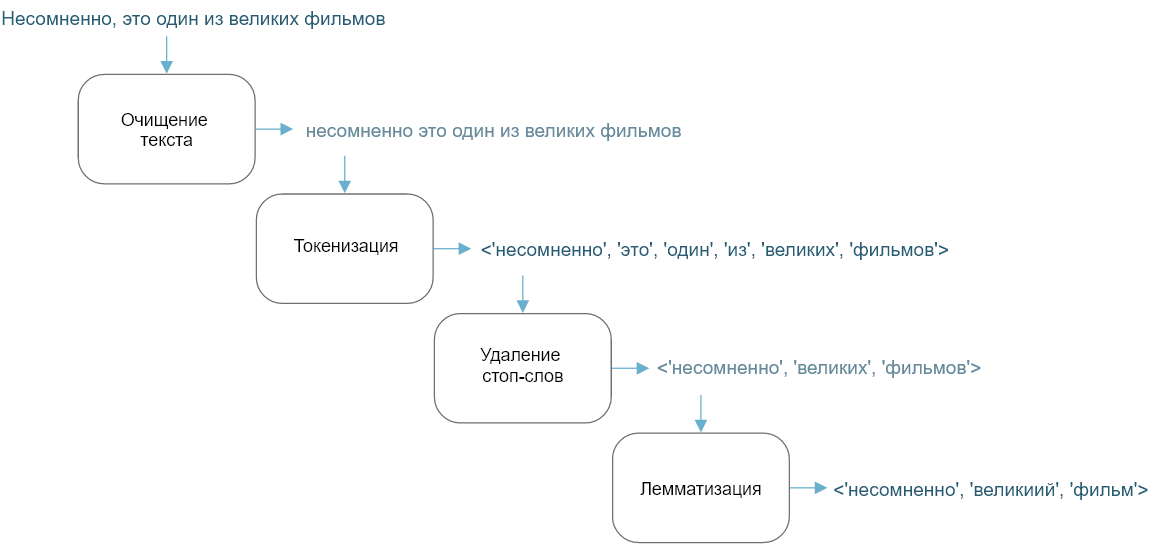 Несомненно, это один из великих фильмов
Очищение
текста
несомненно это один из великих фильмов
Токенизация
<'несомненно', 'это', 'один', 'из', 'великих', 'фильмов'>
Удаление
стоп-слов
<'несомненно', 'великих', 'фильмов'>
Лемматизация
<'несомненно', 'великиий', 'фильм'>